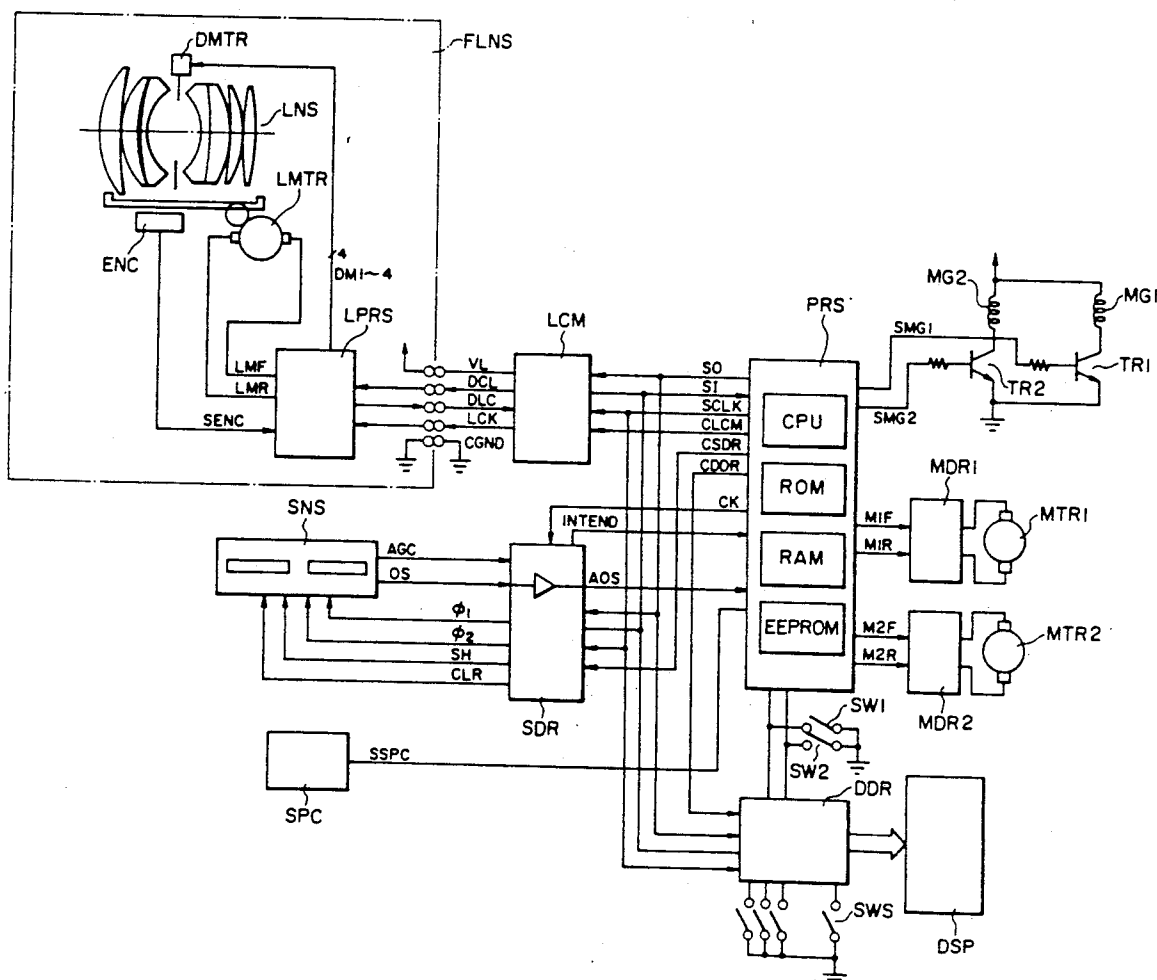 DMTR
FLNS
LNS
LMTR
ENC
4
DM1~4
LPRS
LCM
PRS
MG2
MG1
SMG1
TR2
TR1
SMG2
LMF
LMR
SENC
VL
DCL
DLC
LCK
CGND
SO
SI
SCLK
CLCM
CSDR
CDDR
CK
INTEND
CPU
ROM
RAM
EEPROM
MDR1
MTR1
M1F
M1R
SNS
AGC
OS
AOS
φ1
φ2
SH
CLR
SDR
M2F
M2R
MTR2
MDR2
SW1
SW2
SSPC
SPC
DDR
SWS
DSP